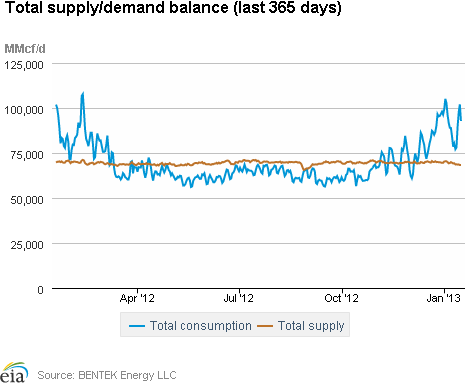 Total supply/demand balance (last 365 days)
MMcf/d
125,000
100,000
75,000
50,000
25,000
0
Apr '12 Jul '12 Oct '12 Jan '13
Total consumption Total supply
eia Source: BENTEK Energy LLC